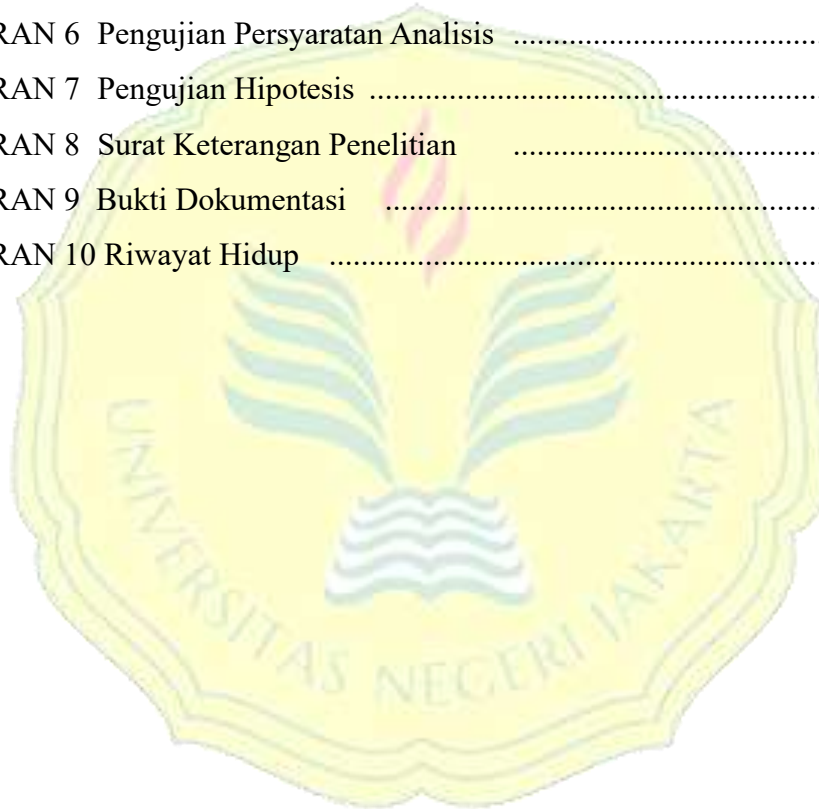 RAN 6 Pengujian Persyaratan Analisis ........................................
RAN 7 Pengujian Hipotesis ..........................................................
RAN 8 Surat Keterangan Penelitian ........................................
RAN 9 Bukti Dokumentasi ........................................................
RAN 10 Riwayat Hidup ...............................................................
UNIVERSITAS NEGERI JAKARTA